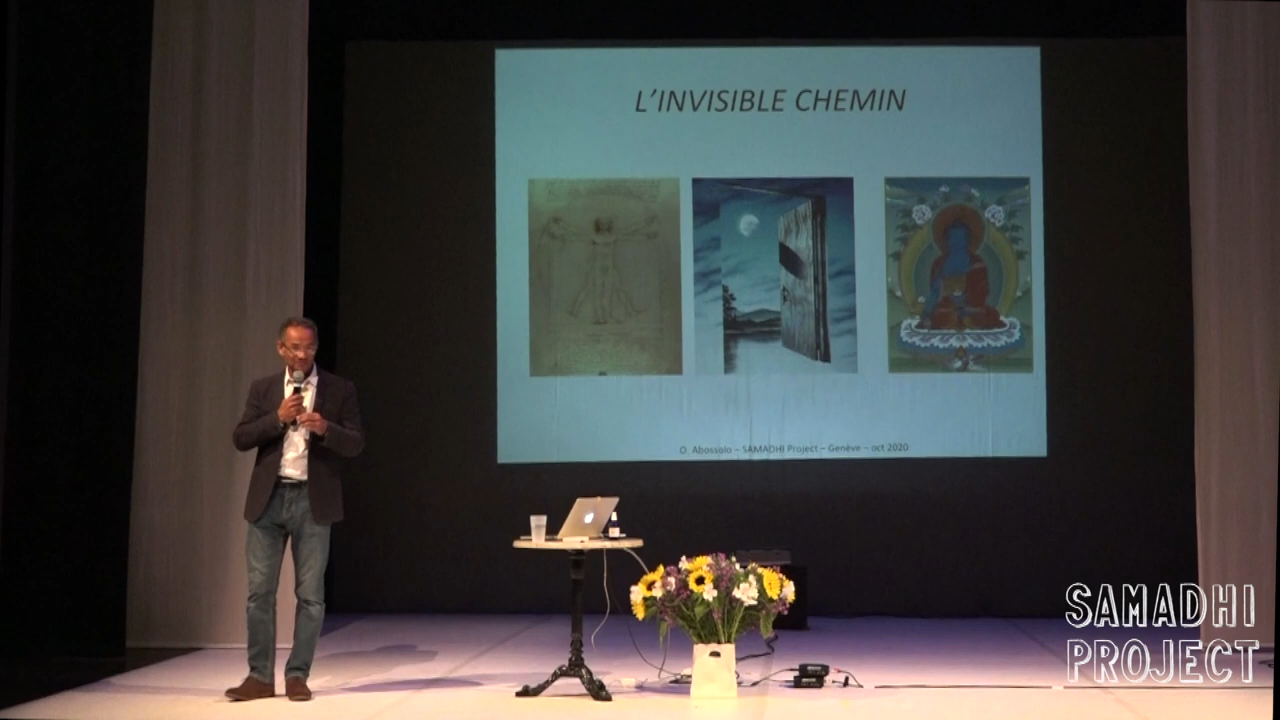 L'INVISIBLE CHEMIN
O. Abossolo – SAMADHI Project – Genève – oct 2020
SAMADHI
PROJECT